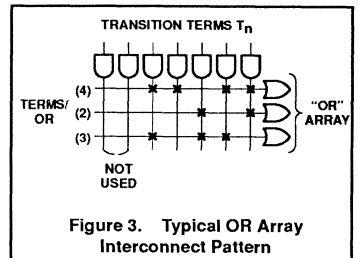 TRANSITION TERMS Tn
TERMS/
OR
(4)
(2)
(3)
"OR"
ARRAY
NOT
USED
Figure 3. Typical OR Array
Interconnect Pattern